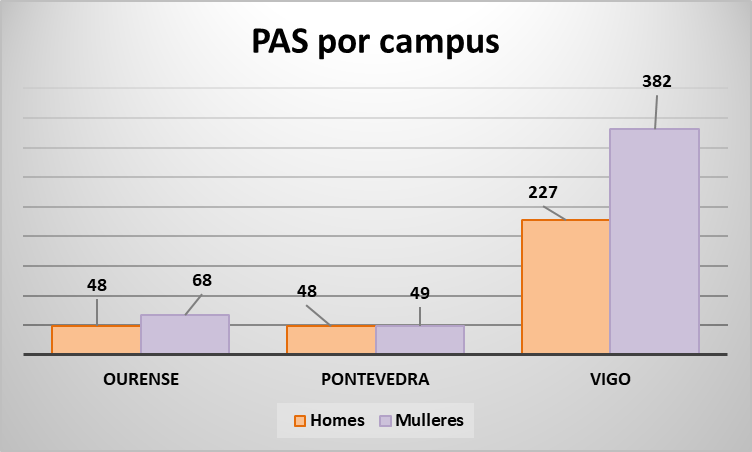 PAS por campus
382
227
48
68
48
49
OURENSE
PONTEVEDRA
VIGO
Homes
Mulleres